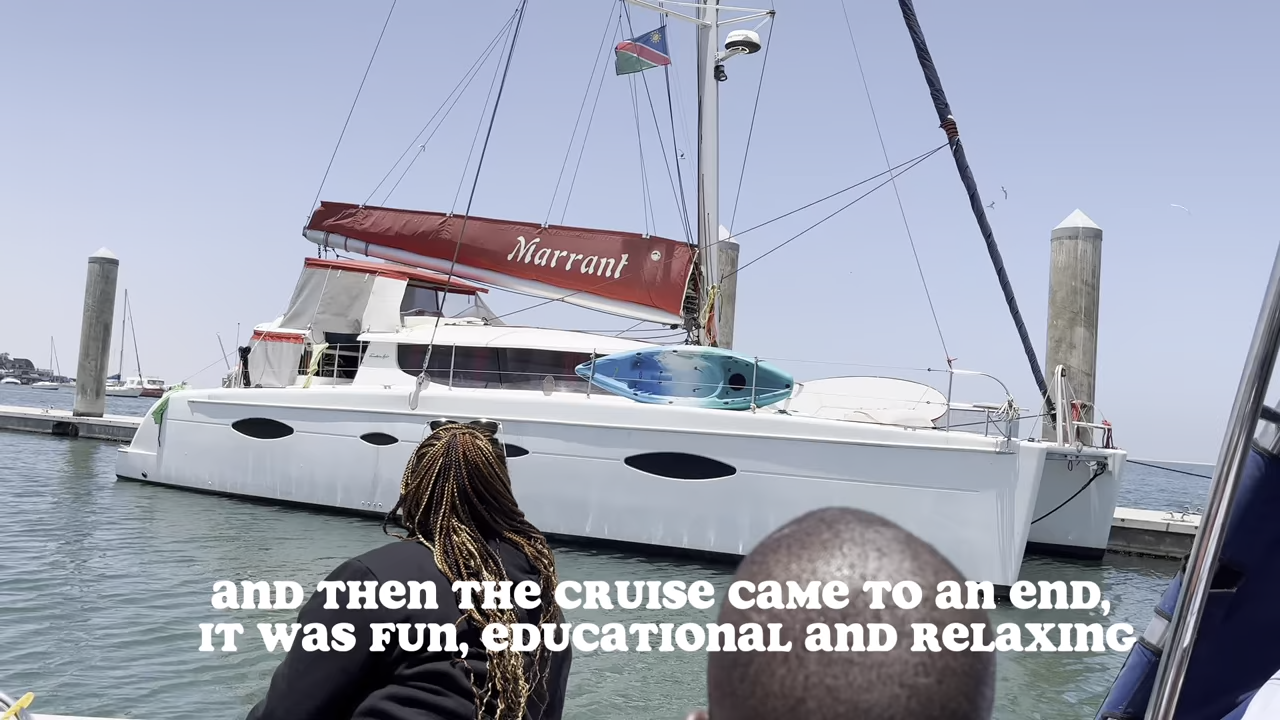 Marrant
AND THEN THE CRUISE CAME TO AN END,
IT WAS FUN, EDUCATIONAL AND RELAXING